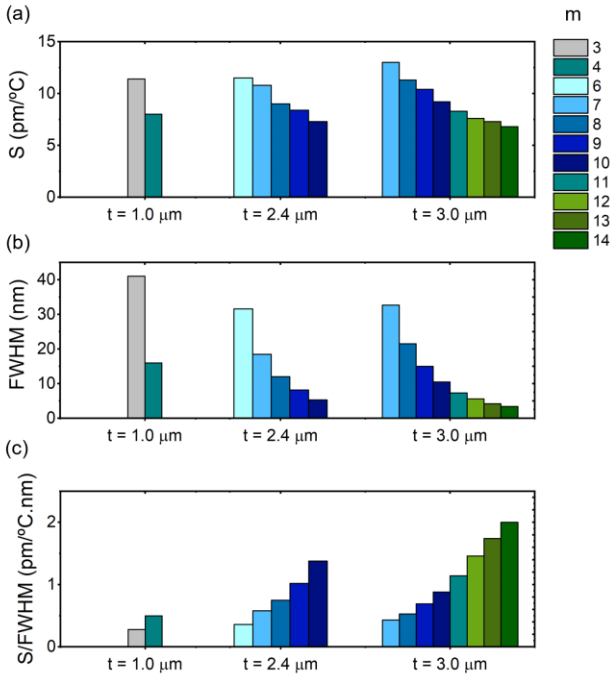 (a)
S (pm/ºC)
15
10
5
0
t = 1.0 μm
t = 2.4 μm
t = 3.0 μm
(b)
FWHM (nm)
40
30
20
10
0
t = 1.0 μm
t = 2.4 μm
t = 3.0 μm
(c)
S/FWHM (pm/ºC.nm)
2
1
0
t = 1.0 μm
t = 2.4 μm
t = 3.0 μm
m
3
4
6
7
8
9
10
11
12
13
14